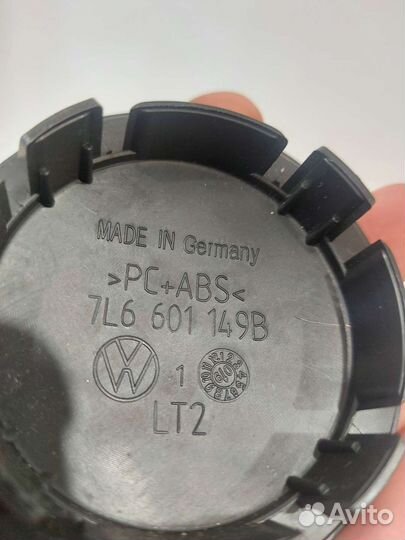 MADE IN Germany
>PC+ABS<
7L6 601 149B
1
LT2
Avito